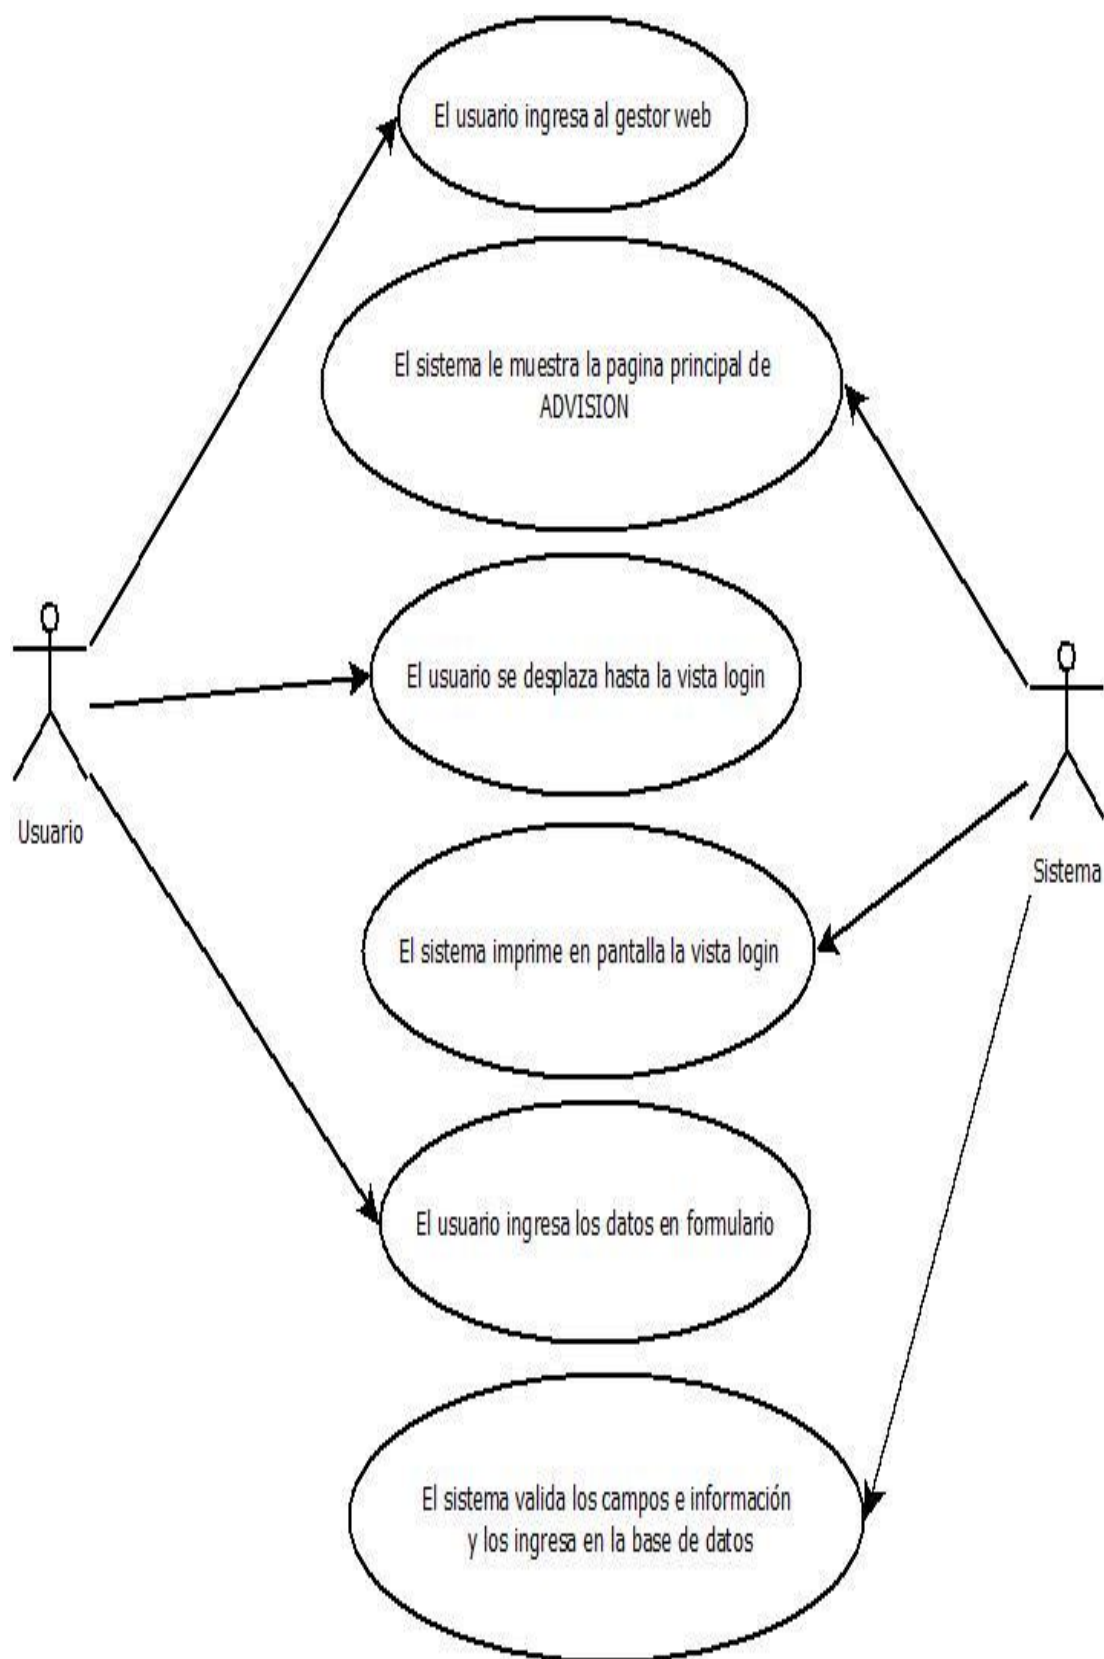 El usuario ingresa al gestor web
El sistema le muestra la pagina principal de
ADVISION
El usuario se desplaza hasta la vista login
Usuario
Sistema
El sistema imprime en pantalla la vista login
El usuario ingresa los datos en formulario
El sistema valida los campos e información
y los ingresa en la base de datos